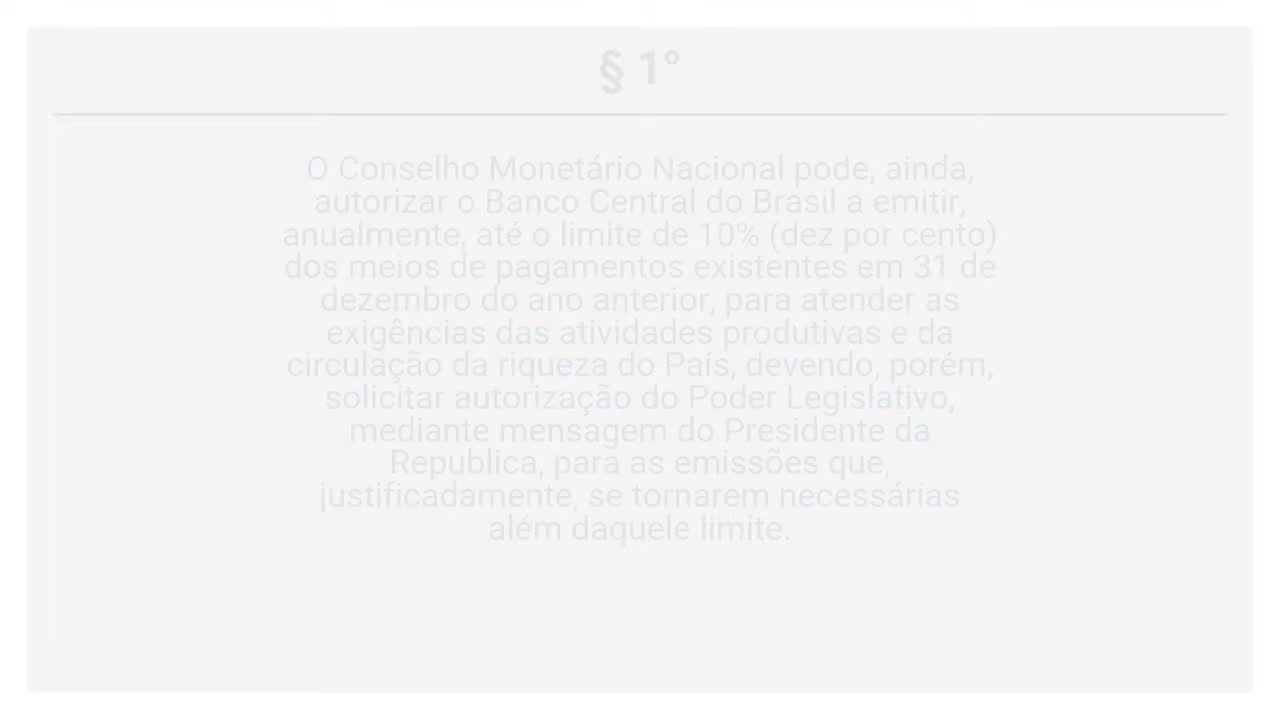 § 1º
O Conselho Monetário Nacional pode, ainda,
autorizar o Banco Central do Brasil a emitir,
anualmente, até o limite de 10% (dez por cento)
dos meios de pagamentos existentes em 31 de
dezembro do ano anterior, para atender as
exigências das atividades produtivas e da
circulação da riqueza do País, devendo, porém,
solicitar autorização do Poder Legislativo,
mediante mensagem do Presidente da
Republica, para as emissões que,
justificadamente, se tornarem necessárias
além daquele limite.